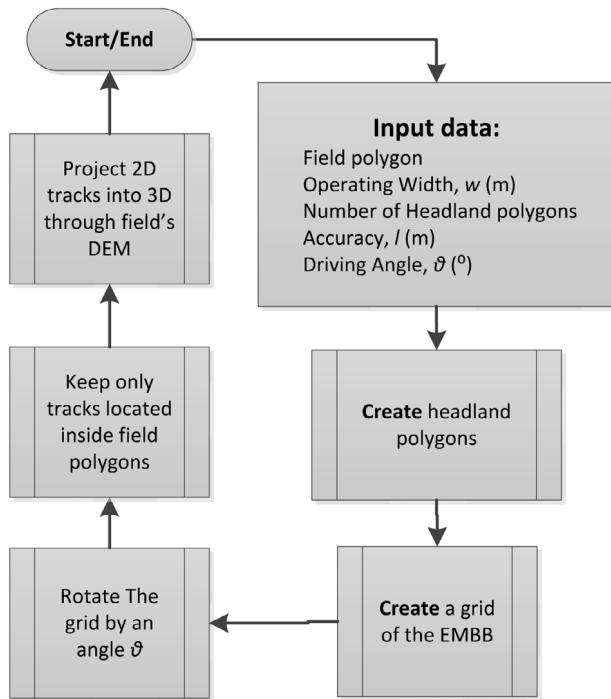 Start/End
Input data:
Field polygon
Operating Width, w (m)
Number of Headland polygons
Accuracy, l (m)
Driving Angle, ϑ (º)
Create headland
polygons
Create a grid
of the EMBB
Rotate The
grid by an
angle ϑ
Keep only
tracks located
inside field
polygons
Project 2D
tracks into 3D
through field's
DEM